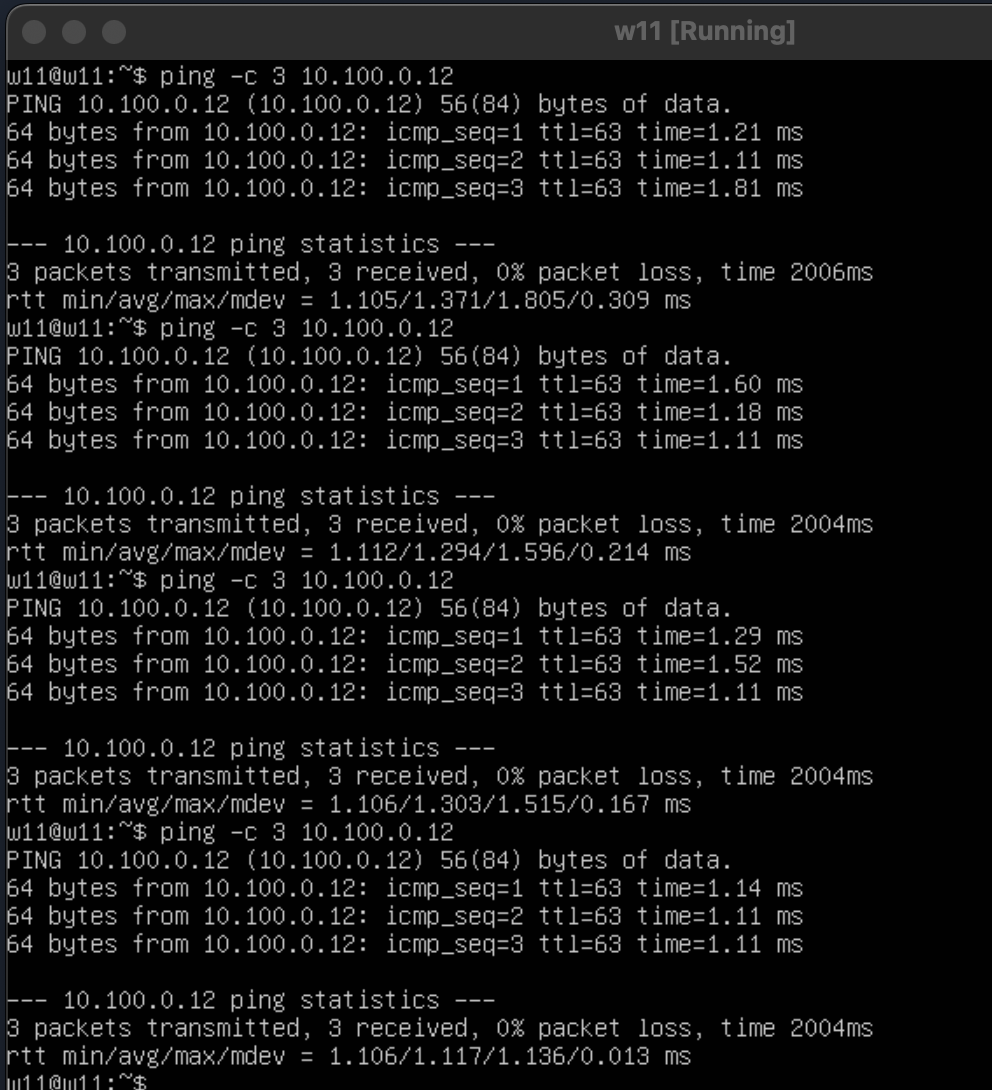 w11 [Running]
w11@w11:~$ ping -c 3 10.100.0.12
PING 10.100.0.12 (10.100.0.12) 56(84) bytes of data.
64 bytes from 10.100.0.12: icmp_seq=1 ttl=63 time=1.21 ms
64 bytes from 10.100.0.12: icmp_seq=2 ttl=63 time=1.11 ms
64 bytes from 10.100.0.12: icmp_seq=3 ttl=63 time=1.81 ms
--- 10.100.0.12 ping statistics ---
3 packets transmitted, 3 received, 0% packet loss, time 2006ms
rtt min/avg/max/mdev = 1.105/1.371/1.805/0.309 ms
w11@w11:~$ ping -c 3 10.100.0.12
PING 10.100.0.12 (10.100.0.12) 56(84) bytes of data.
64 bytes from 10.100.0.12: icmp_seq=1 ttl=63 time=1.60 ms
64 bytes from 10.100.0.12: icmp_seq=2 ttl=63 time=1.18 ms
64 bytes from 10.100.0.12: icmp_seq=3 ttl=63 time=1.11 ms
--- 10.100.0.12 ping statistics ---
3 packets transmitted, 3 received, 0% packet loss, time 2004ms
rtt min/avg/max/mdev = 1.112/1.294/1.596/0.214 ms
w11@w11:~$ ping -c 3 10.100.0.12
PING 10.100.0.12 (10.100.0.12) 56(84) bytes of data.
64 bytes from 10.100.0.12: icmp_seq=1 ttl=63 time=1.29 ms
64 bytes from 10.100.0.12: icmp_seq=2 ttl=63 time=1.52 ms
64 bytes from 10.100.0.12: icmp_seq=3 ttl=63 time=1.11 ms
--- 10.100.0.12 ping statistics ---
3 packets transmitted, 3 received, 0% packet loss, time 2004ms
rtt min/avg/max/mdev = 1.106/1.303/1.515/0.167 ms
w11@w11:~$ ping -c 3 10.100.0.12
PING 10.100.0.12 (10.100.0.12) 56(84) bytes of data.
64 bytes from 10.100.0.12: icmp_seq=1 ttl=63 time=1.14 ms
64 bytes from 10.100.0.12: icmp_seq=2 ttl=63 time=1.11 ms
64 bytes from 10.100.0.12: icmp_seq=3 ttl=63 time=1.11 ms
--- 10.100.0.12 ping statistics ---
3 packets transmitted, 3 received, 0% packet loss, time 2004ms
rtt min/avg/max/mdev = 1.106/1.117/1.136/0.013 ms
w11@w11:~$